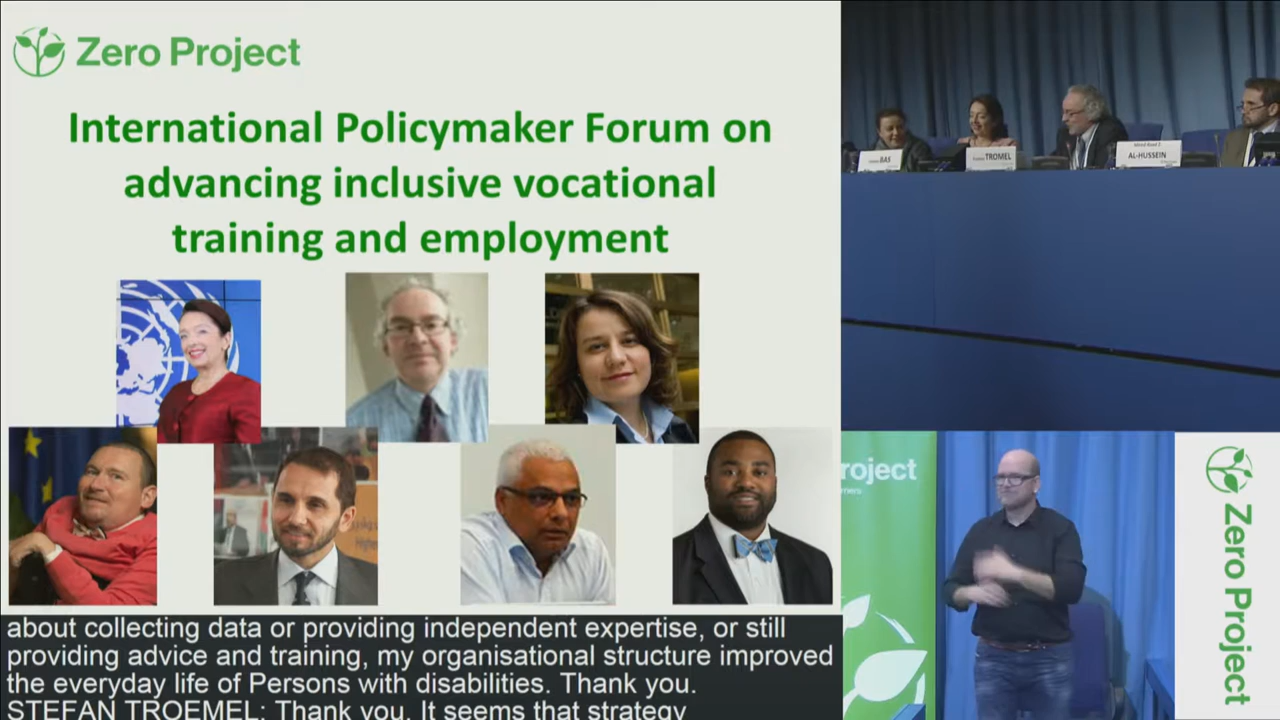 Zero Project
International Policymaker Forum on
advancing inclusive vocational
training and employment
BAS
TROMEL
AL-HUSSEIN
about collecting data or providing independent expertise, or still
providing advice and training, my organisational structure improved
the everyday life of Persons with disabilities. Thank you.
STEFAN TROEMEL: Thank you. It seems that strategy
roject
Zero Project